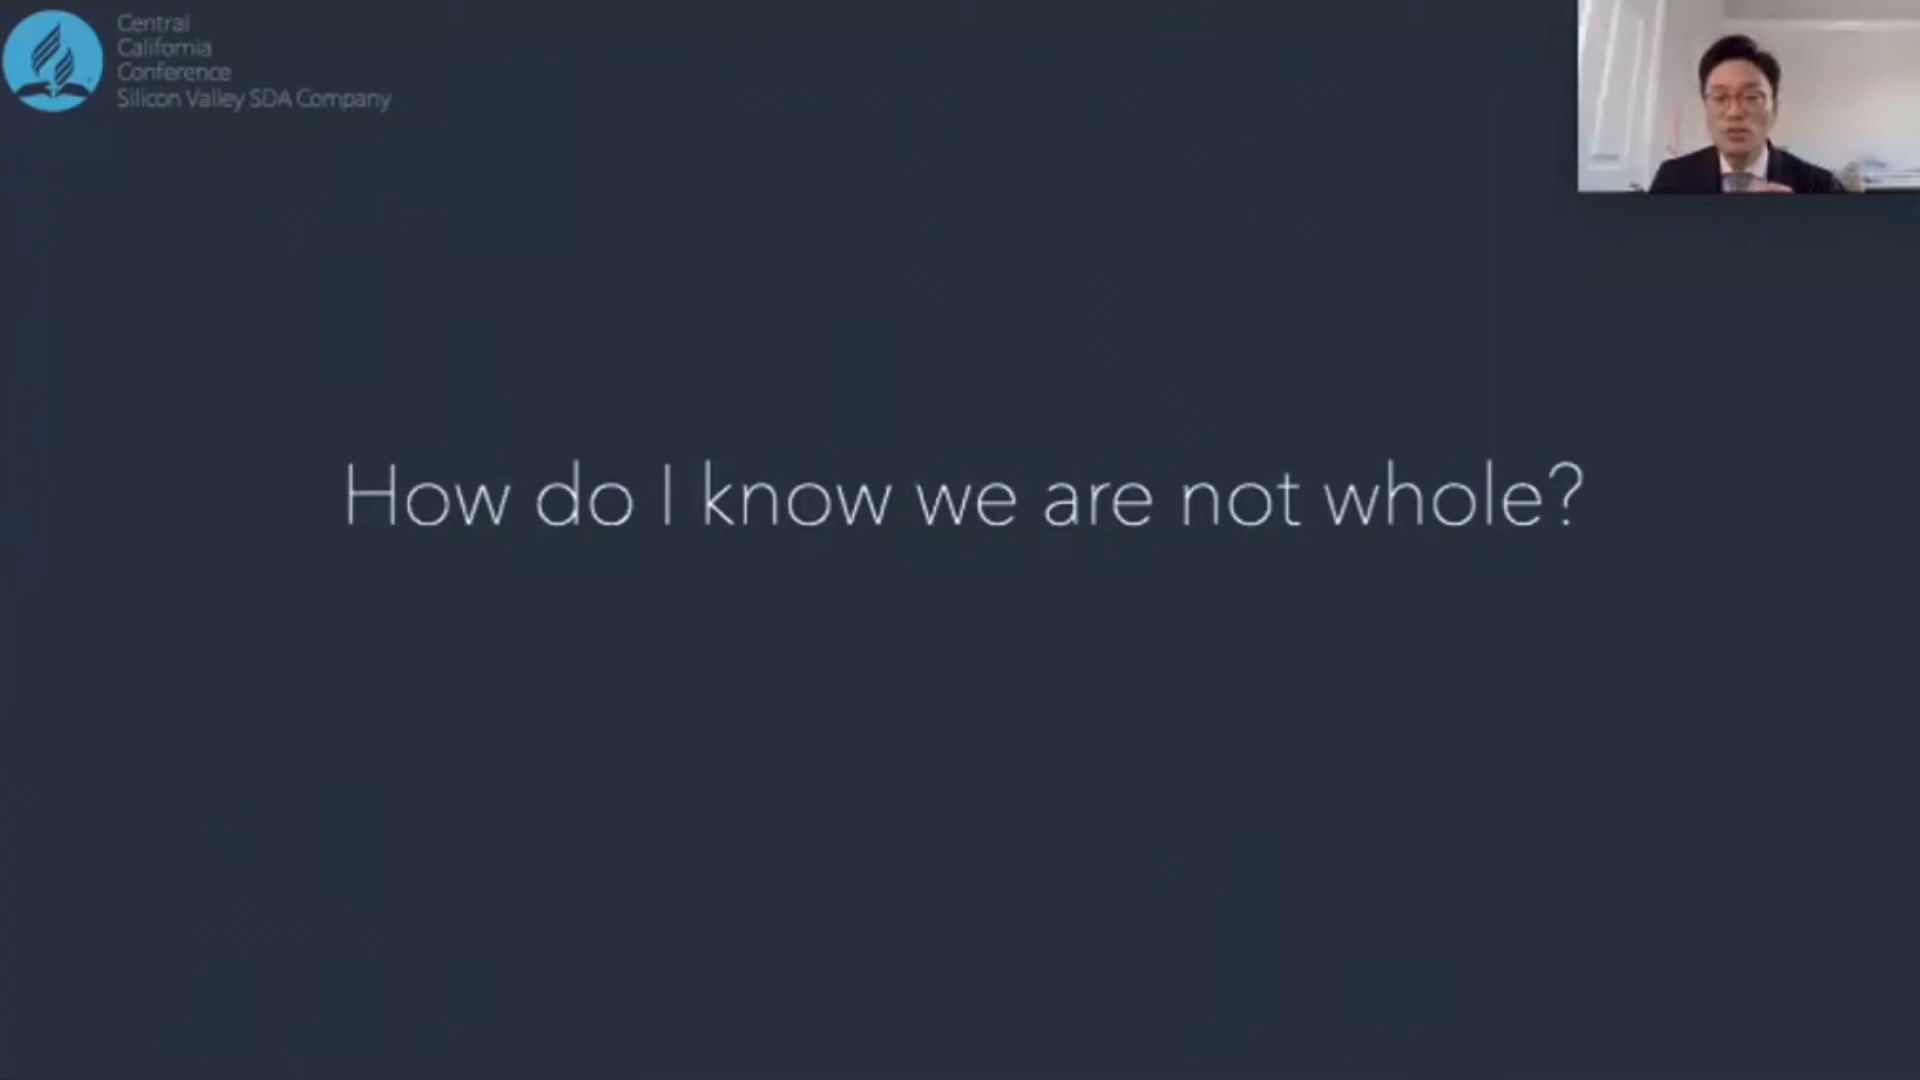 Central
California
Conference
Silicon Valley SDA Company
How do I know we are not whole?